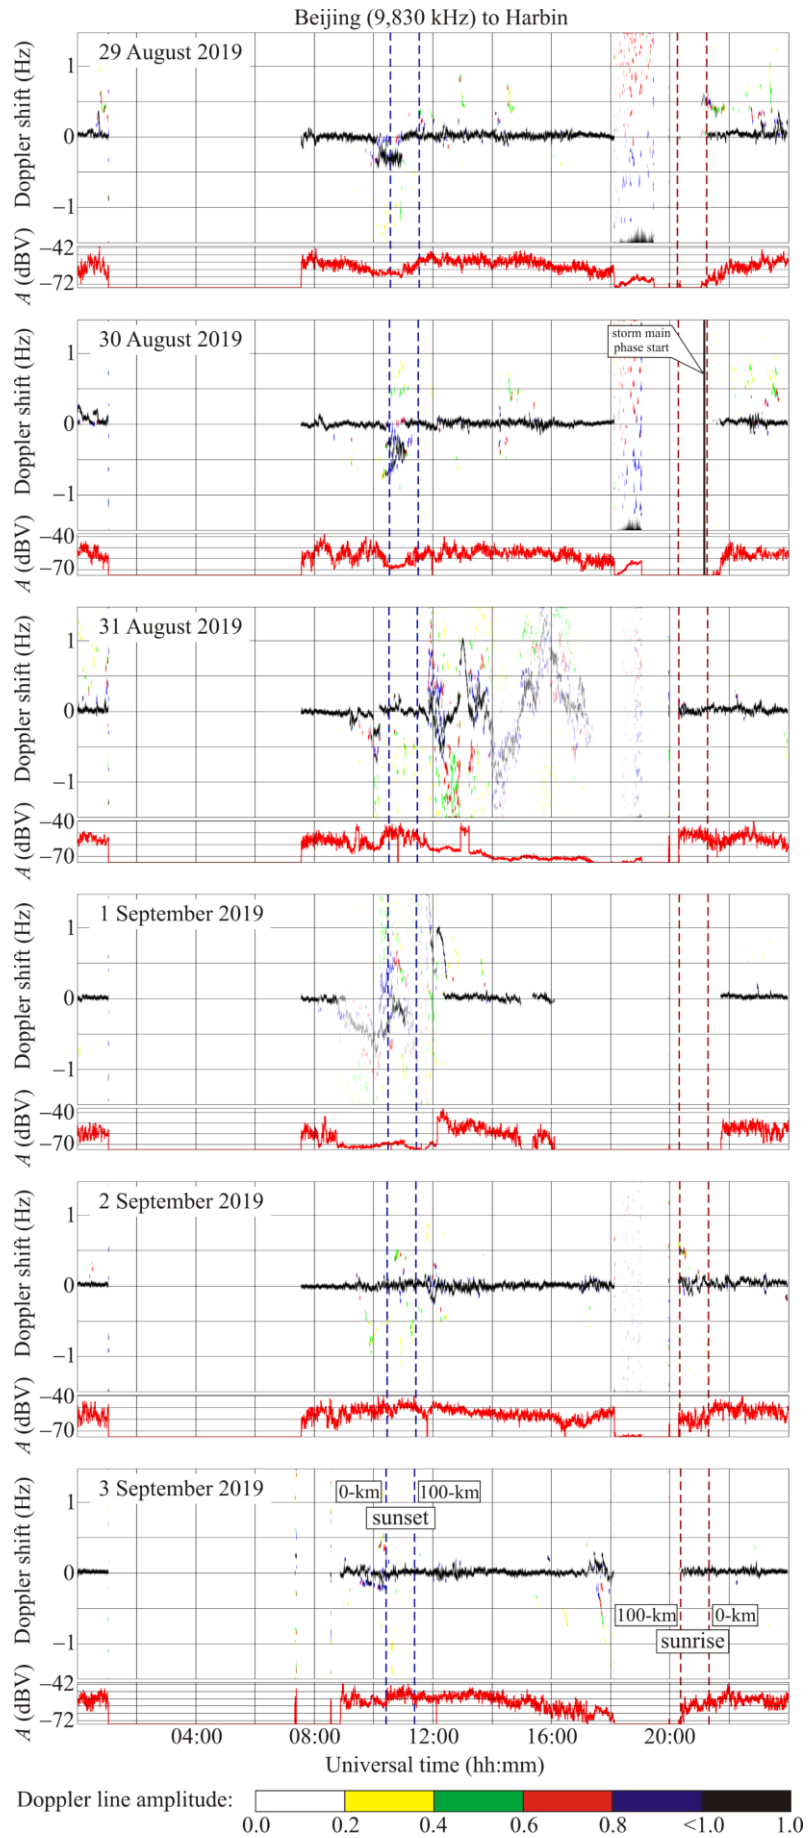 Beijing (9,830 kHz) to Harbin
29 August 2019
Doppler shift (Hz)
1
0
−1
A (dBV)
−42
−72
30 August 2019
storm main
phase start
Doppler shift (Hz)
1
0
−1
A (dBV)
−40
−70
31 August 2019
Doppler shift (Hz)
1
0
−1
A (dBV)
−40
−70
1 September 2019
Doppler shift (Hz)
1
0
−1
A (dBV)
−40
−70
2 September 2019
Doppler shift (Hz)
1
0
−1
A (dBV)
−40
−70
3 September 2019
0-km 100-km
sunset
Doppler shift (Hz)
1
0
−1
100-km 0-km
sunrise
A (dBV)
−42
−72
04:00 08:00 12:00 16:00 20:00
Universal time (hh:mm)
Doppler line amplitude:
0.0 0.2 0.4 0.6 0.8 <1.0 1.0